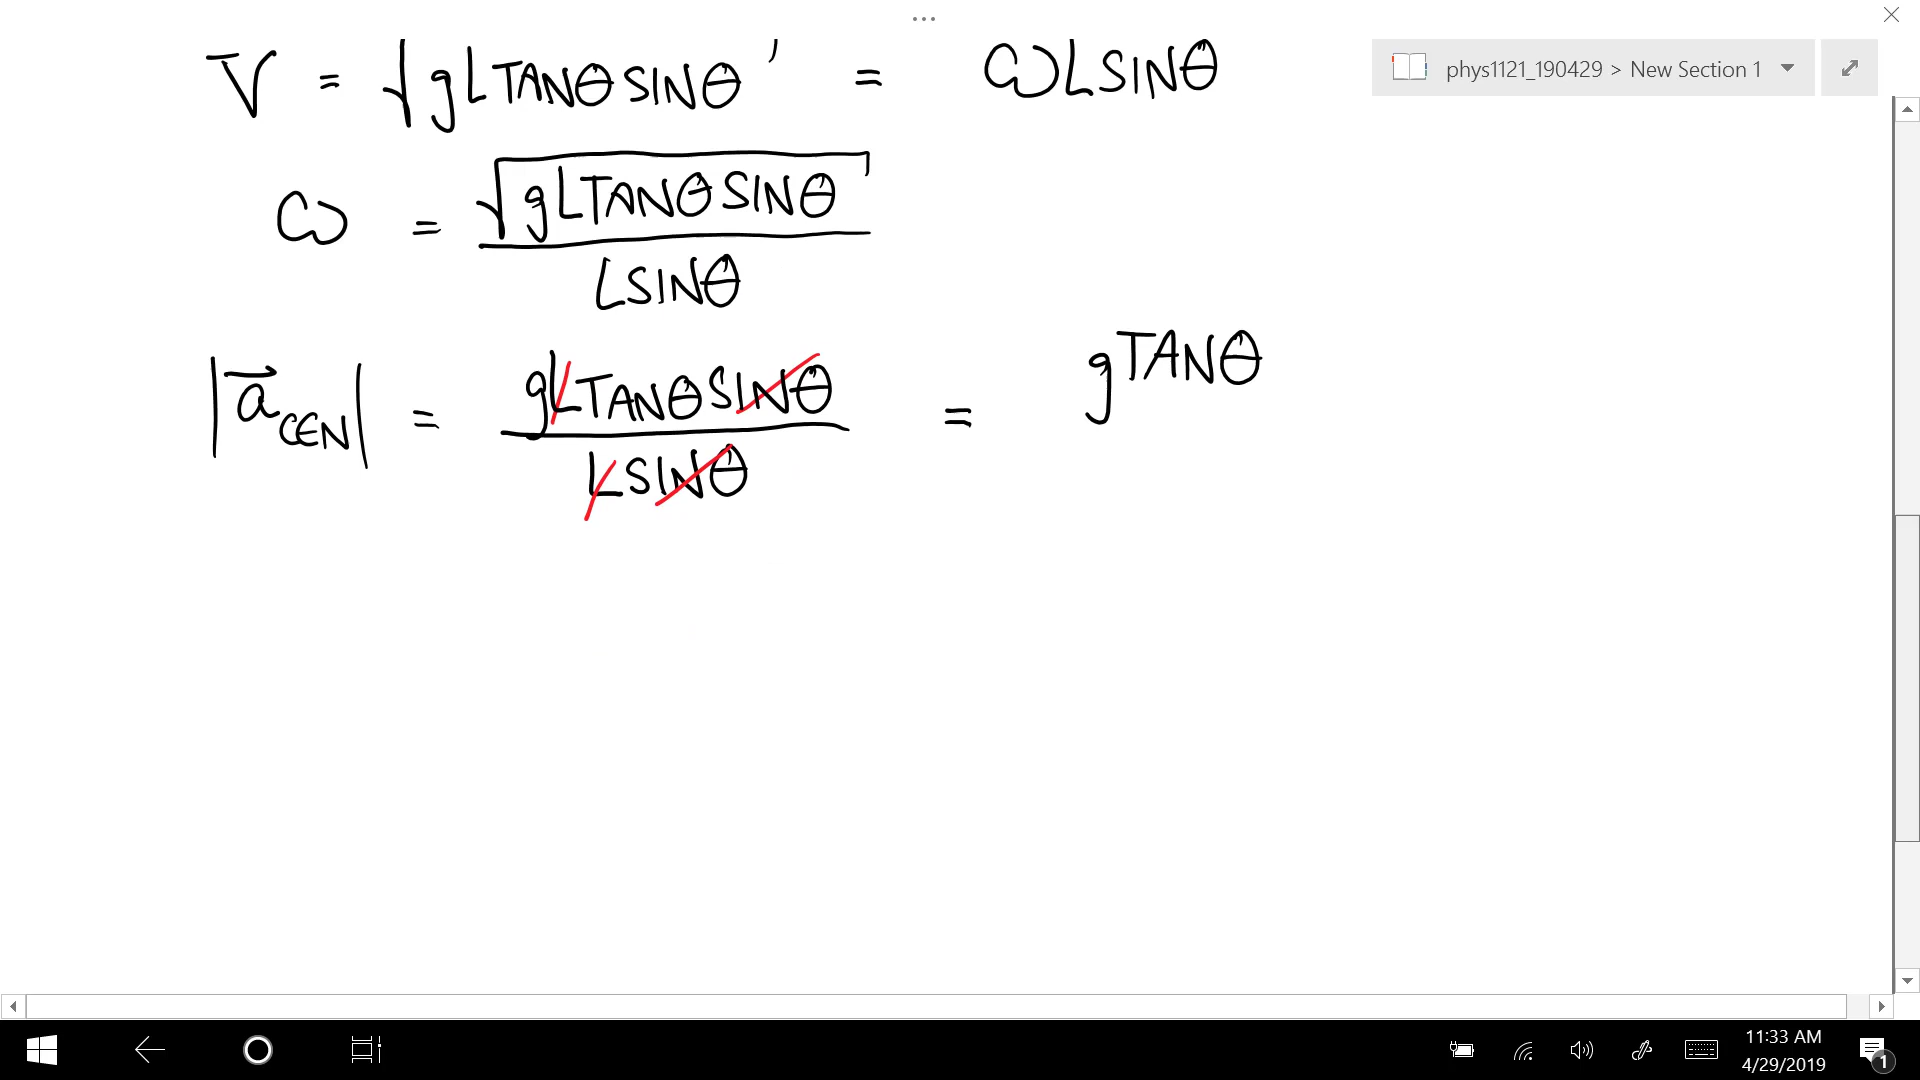 V = √gLTANθSINθ = ωLSINθ
phys1121_190429 > New Section 1
ω = √gLTANθSINθ
LSINθ
|a⃗CEN| = gLTANθSINθ = gTANθ
LSINθ
11:33 AM
4/29/2019
1